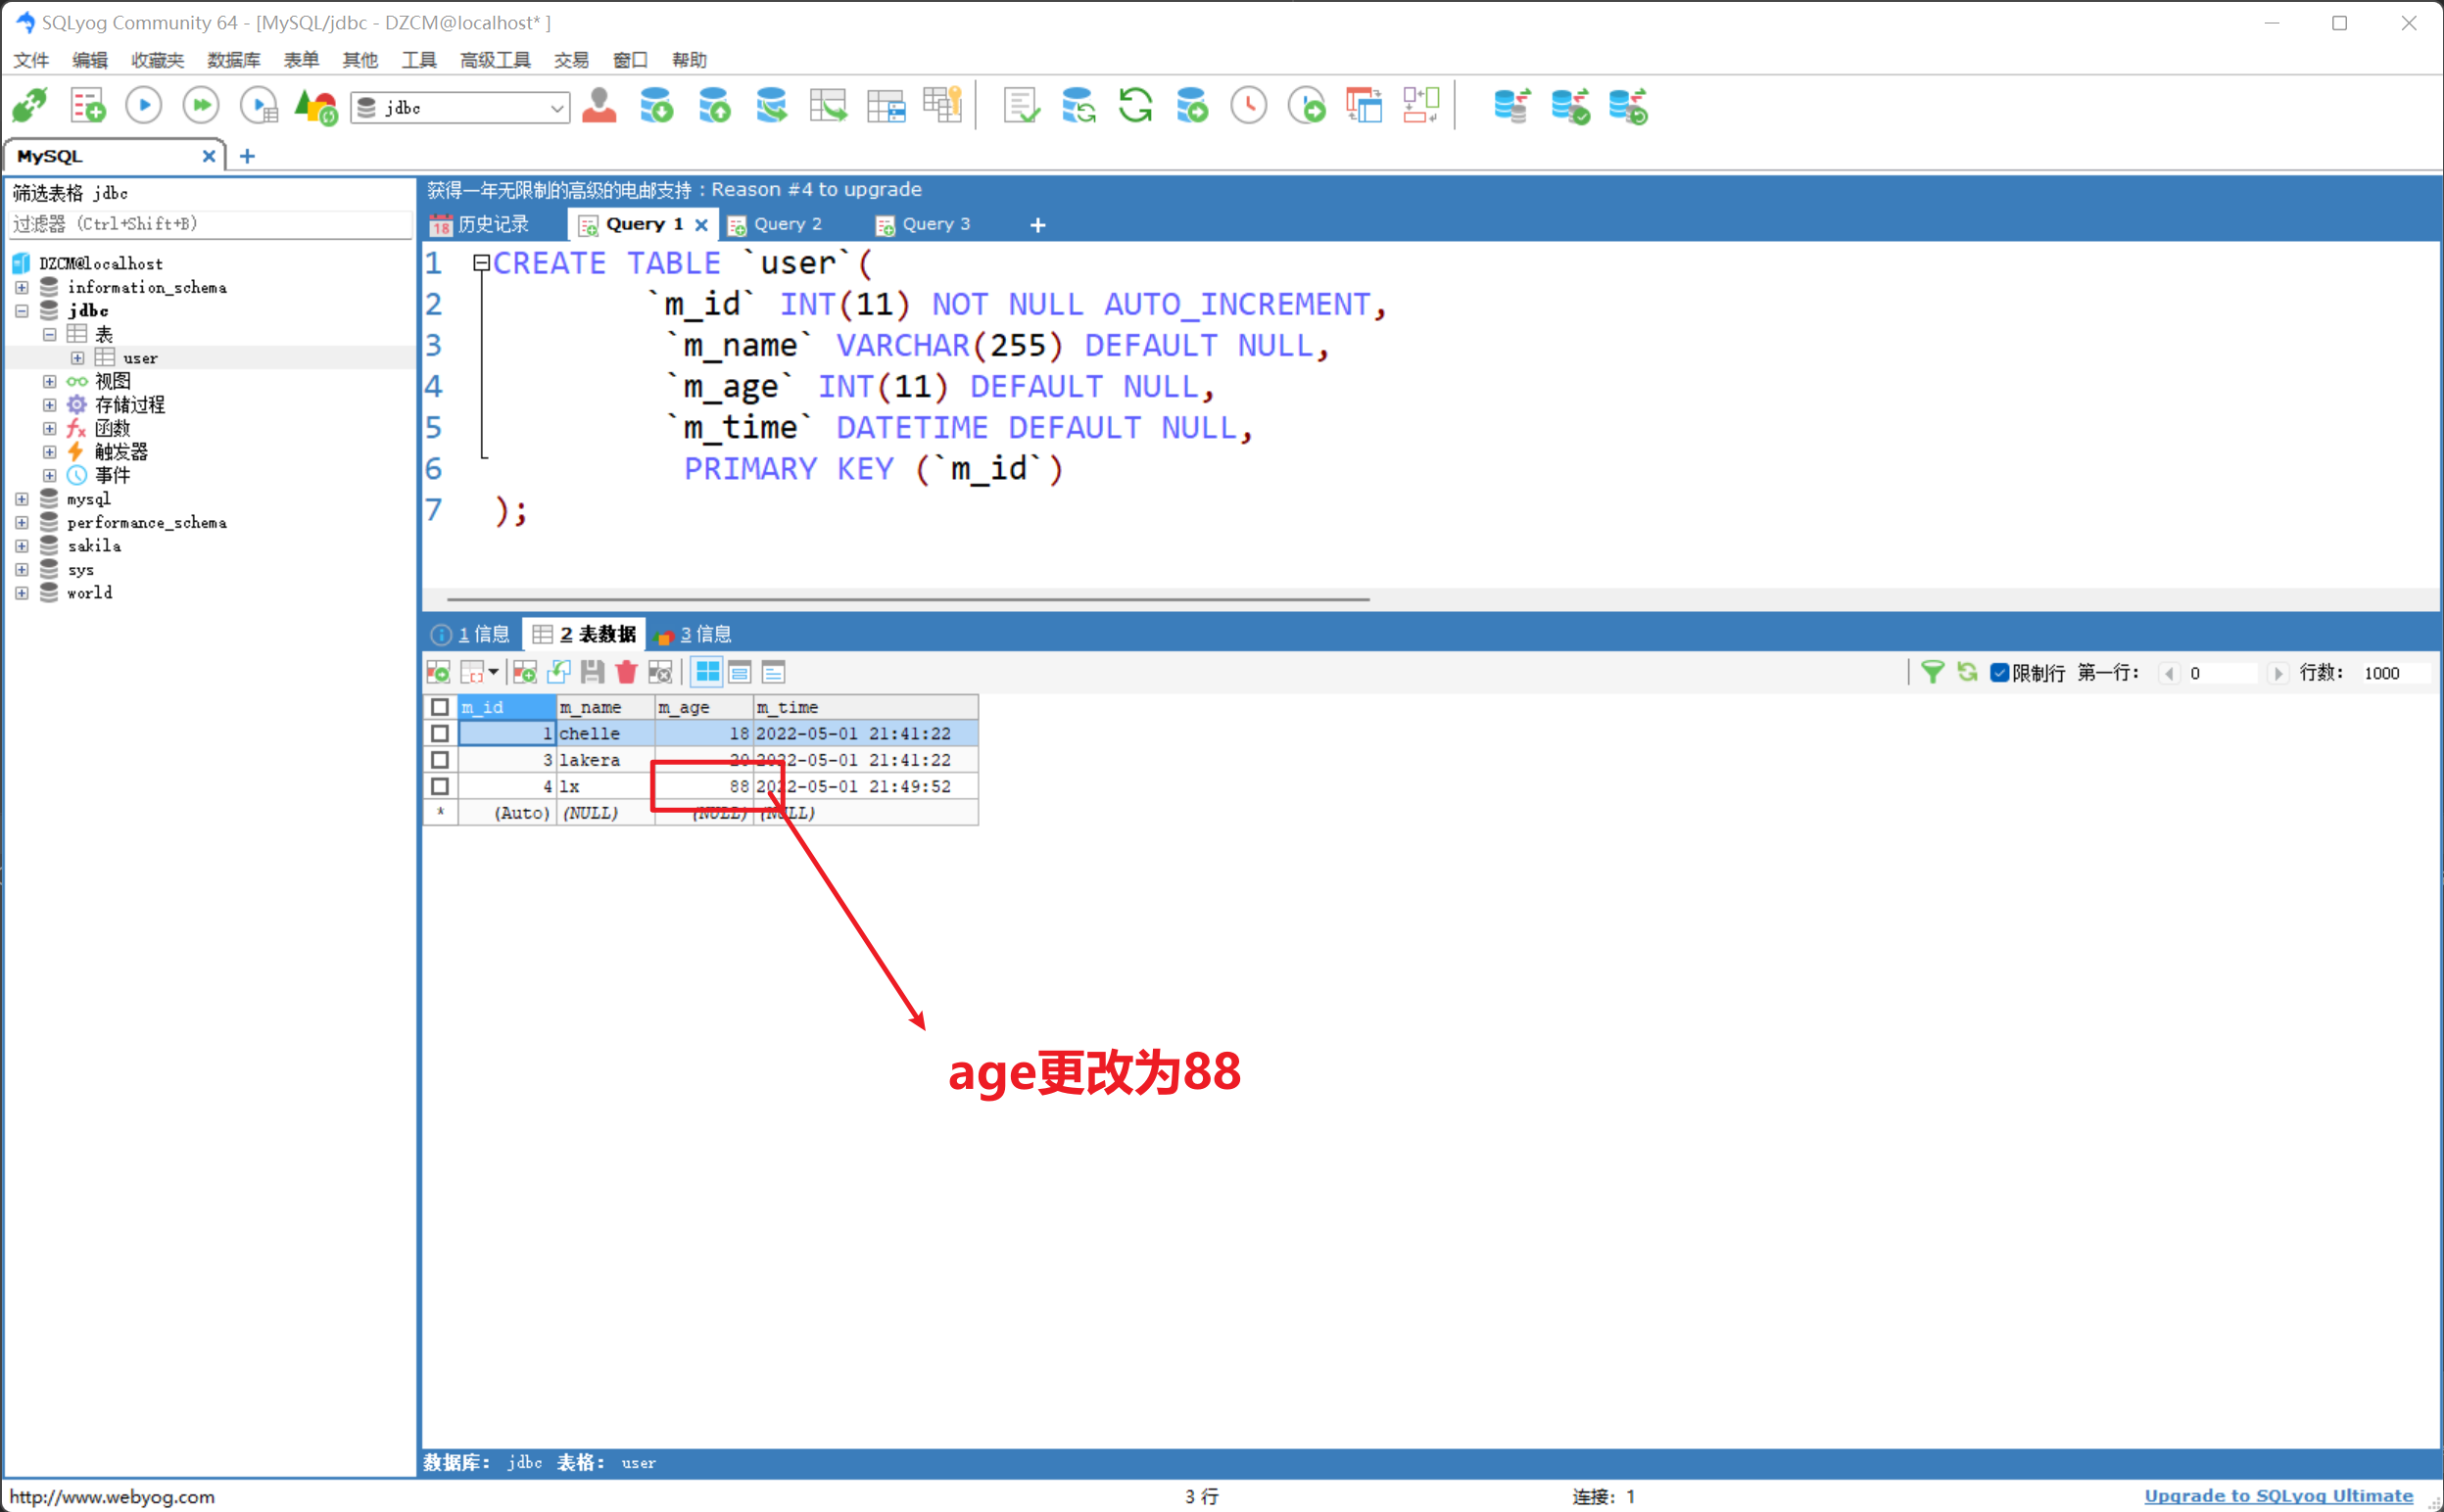 SQLyog Community 64 - [MySQL/jdbc - DZCM@localhost* ]
文件 编辑 收藏夹 数据库 表单 其他 工具 高级工具 交易 窗口 帮助
jdbc
MySQL
筛选表格 jdbc
过滤器 (Ctrl+Shift+B)
DZCM@localhost
information_schema
jdbc
表
user
视图
存储过程
函数
触发器
事件
mysql
performance_schema
sakila
sys
world
获得一年无限制的高级的电邮支持：Reason #4 to upgrade
18 历史记录 Query 1 Query 2 Query 3
1 CREATE TABLE `user`(
2 `m_id` INT(11) NOT NULL AUTO_INCREMENT,
3 `m_name` VARCHAR(255) DEFAULT NULL,
4 `m_age` INT(11) DEFAULT NULL,
5 `m_time` DATETIME DEFAULT NULL,
6 PRIMARY KEY (`m_id`)
7 );
1 信息 2 表数据 3 信息
限制行 第一行： 0 行数： 1000
m_id m_name m_age m_time
1 chelle 18 2022-05-01 21:41:22
3 lakera 20 2022-05-01 21:41:22
4 lx 88 2022-05-01 21:49:52
* (Auto) (NULL) (NULL) (NULL)
age更改为88
数据库： jdbc 表格： user
http://www.webyog.com 3 行 连接：1 Upgrade to SQLyog Ultimate